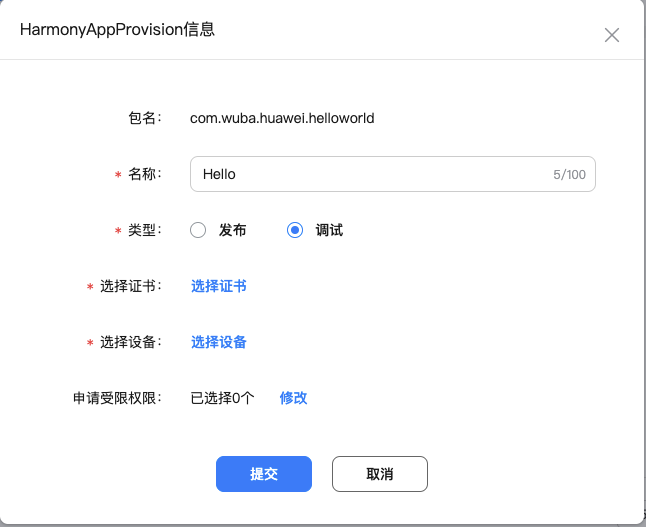 HarmonyAppProvision信息
包名： com.wuba.huawei.helloworld
* 名称： Hello 5/100
* 类型： 发布 调试
* 选择证书： 选择证书
* 选择设备： 选择设备
申请受限权限： 已选择0个 修改
提交 取消